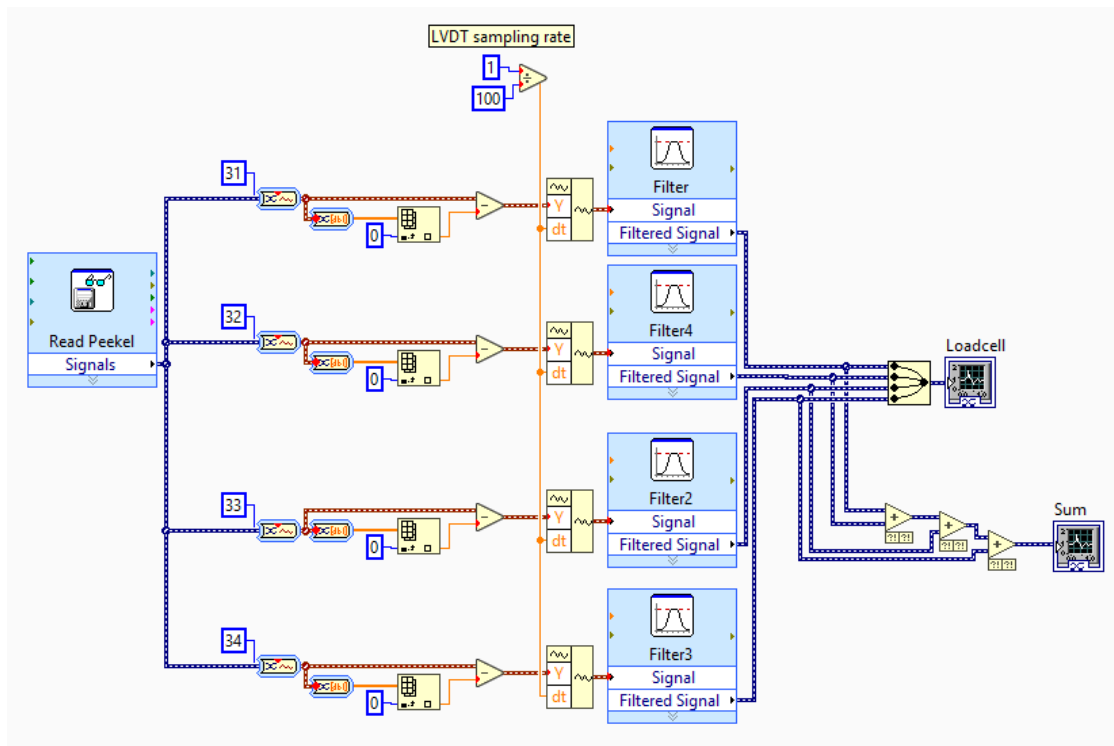 LVDT sampling rate
1
100
31
0
Y
dt
Filter
Signal
Filtered Signal
Read Peekel
Signals
32
0
Y
dt
Filter4
Signal
Filtered Signal
Loadcell
33
0
Y
dt
Filter2
Signal
Filtered Signal
Sum
?! ?!
?! ?!
?! ?!
34
0
Y
dt
Filter3
Signal
Filtered Signal